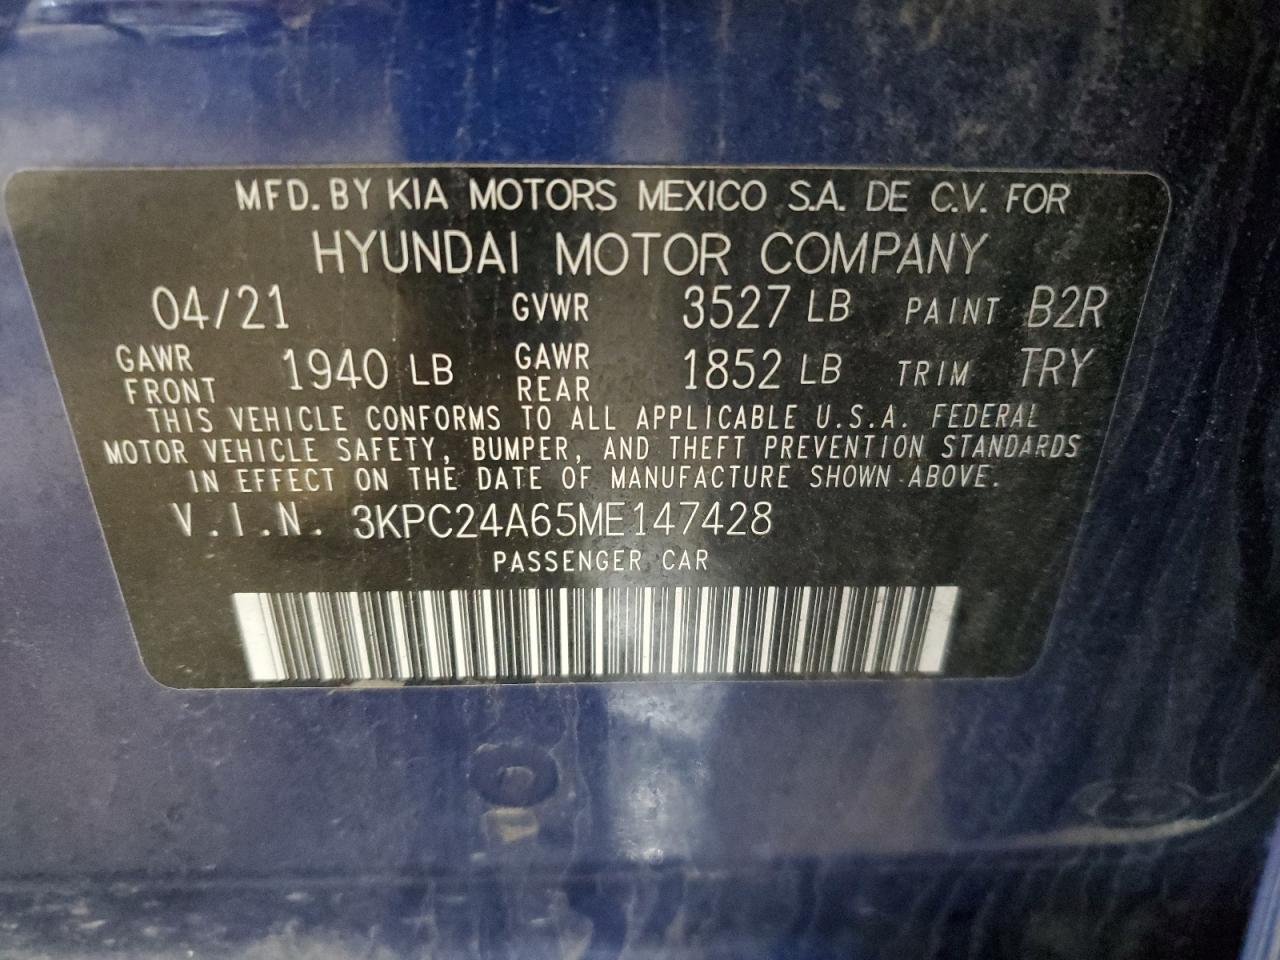 MFD. BY KIA MOTORS MEXICO S.A. DE C.V. FOR
HYUNDAI MOTOR COMPANY
04/21 GVWR 3527 LB PAINT B2R
GAWR FRONT 1940 LB GAWR REAR 1852 LB TRIM TRY
THIS VEHICLE CONFORMS TO ALL APPLICABLE U.S.A. FEDERAL
MOTOR VEHICLE SAFETY, BUMPER, AND THEFT PREVENTION STANDARDS
IN EFFECT ON THE DATE OF MANUFACTURE SHOWN ABOVE.
V.I.N. 3KPC24A65ME147428
PASSENGER CAR